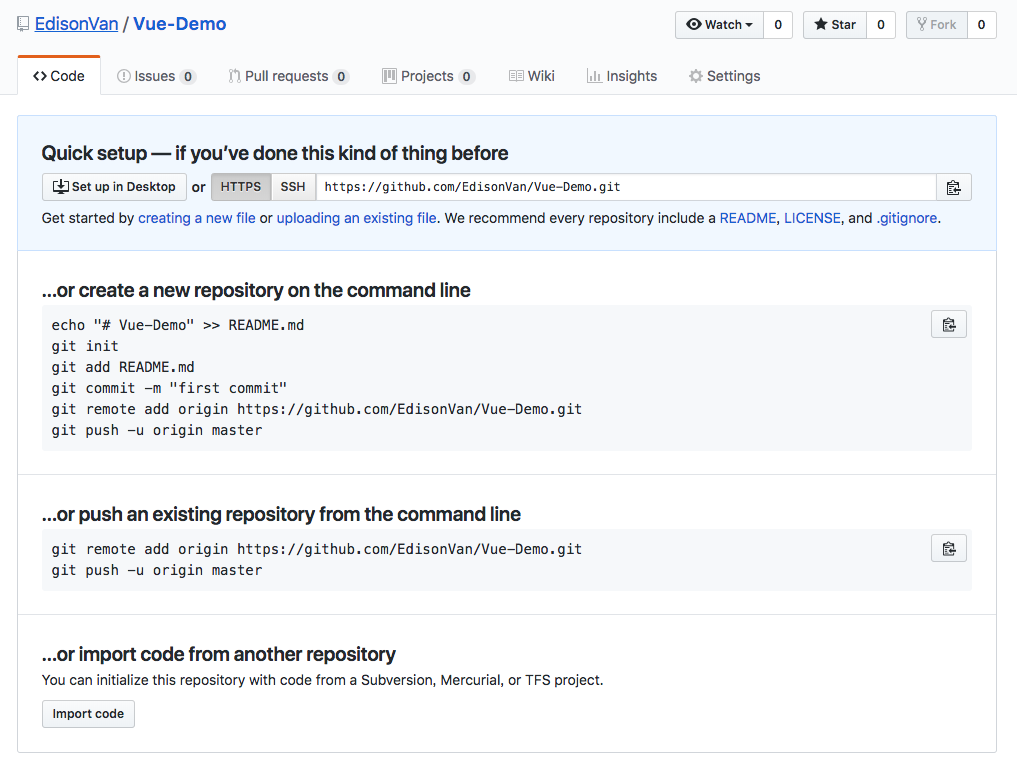 EdisonVan / Vue-Demo
Watch 0 Star 0 Fork 0
Code Issues 0 Pull requests 0 Projects 0 Wiki Insights Settings
Quick setup — if you’ve done this kind of thing before
Set up in Desktop or HTTPS SSH https://github.com/EdisonVan/Vue-Demo.git
Get started by creating a new file or uploading an existing file. We recommend every repository include a README, LICENSE, and .gitignore.
…or create a new repository on the command line
echo "# Vue-Demo" >> README.md
git init
git add README.md
git commit -m "first commit"
git remote add origin https://github.com/EdisonVan/Vue-Demo.git
git push -u origin master
…or push an existing repository from the command line
git remote add origin https://github.com/EdisonVan/Vue-Demo.git
git push -u origin master
…or import code from another repository
You can initialize this repository with code from a Subversion, Mercurial, or TFS project.
Import code